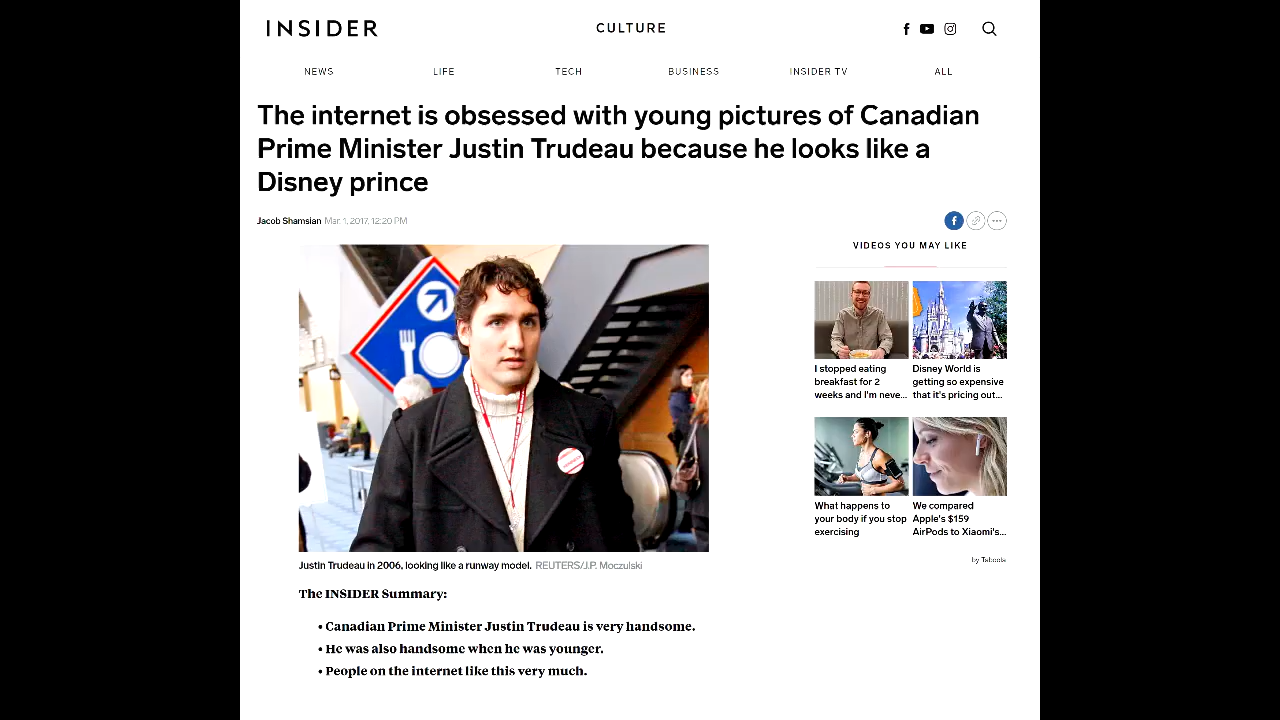 INSIDER
CULTURE
NEWS
LIFE
TECH
BUSINESS
INSIDER TV
ALL
The internet is obsessed with young pictures of Canadian
Prime Minister Justin Trudeau because he looks like a
Disney prince
Jacob Shamsian Mar. 1, 2017, 12:20 PM
VIDEOS YOU MAY LIKE
I stopped eating
breakfast for 2
weeks and I'm neve...
Disney World is
getting so expensive
that it's pricing out...
What happens to
your body if you stop
exercising
We compared
Apple's $159
AirPods to Xiaomi's...
by Taboola
Justin Trudeau in 2006, looking like a runway model. REUTERS/J.P. Moczulski
The INSIDER Summary:
• Canadian Prime Minister Justin Trudeau is very handsome.
• He was also handsome when he was younger.
• People on the internet like this very much.